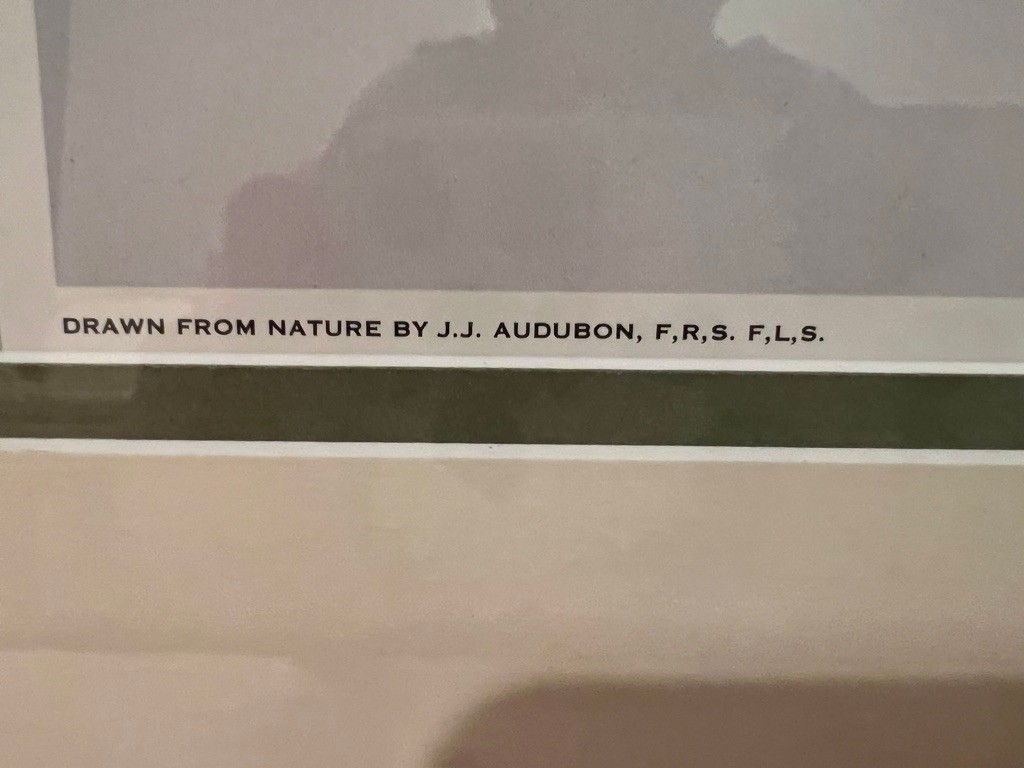 DRAWN FROM NATURE BY J.J. AUDUBON, F,R,S. F,L,S.